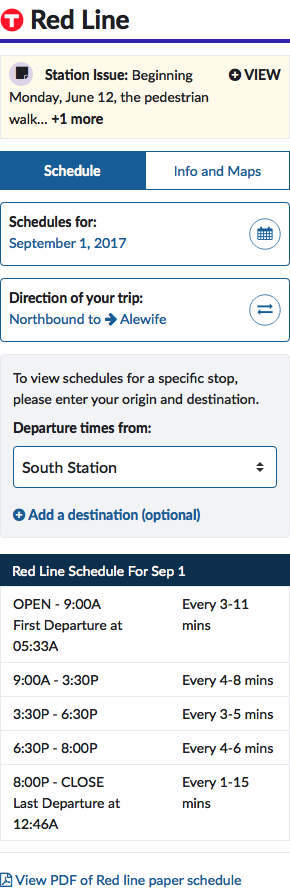 T Red Line
Station Issue: Beginning VIEW
Monday, June 12, the pedestrian
walk... +1 more
Schedule Info and Maps
Schedules for:
September 1, 2017
Direction of your trip:
Northbound to → Alewife
To view schedules for a specific stop,
please enter your origin and destination.
Departure times from:
South Station
Add a destination (optional)
Red Line Schedule For Sep 1
OPEN - 9:00A Every 3-11
First Departure at mins
05:33A
9:00A - 3:30P Every 4-8 mins
3:30P - 6:30P Every 3-5 mins
6:30P - 8:00P Every 4-6 mins
8:00P - CLOSE Every 1-15
Last Departure at mins
12:46A
View PDF of Red line paper schedule